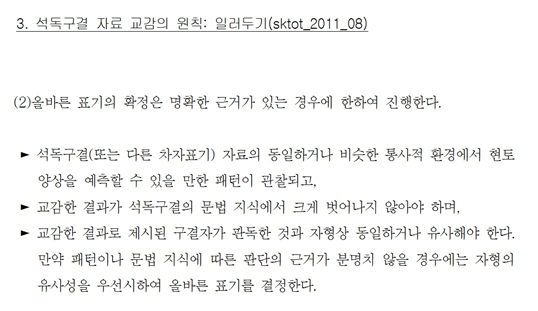 3. 석독구결 자료 교감의 원칙: 일러두기(sktot_2011_08)
(2)올바른 표기의 확정은 명확한 근거가 있는 경우에 한하여 진행한다.
► 석독구결(또는 다른 차자표기) 자료의 동일하거나 비슷한 통사적 환경에서 현토
양상을 예측할 수 있을 만한 패턴이 관찰되고,
► 교감한 결과가 석독구결의 문법 지식에서 크게 벗어나지 않아야 하며,
► 교감한 결과로 제시된 구결자가 판독한 것과 자형상 동일하거나 유사해야 한다.
만약 패턴이나 문법 지식에 따른 판단의 근거가 분명치 않을 경우에는 자형의
유사성을 우선시하여 올바른 표기를 결정한다.